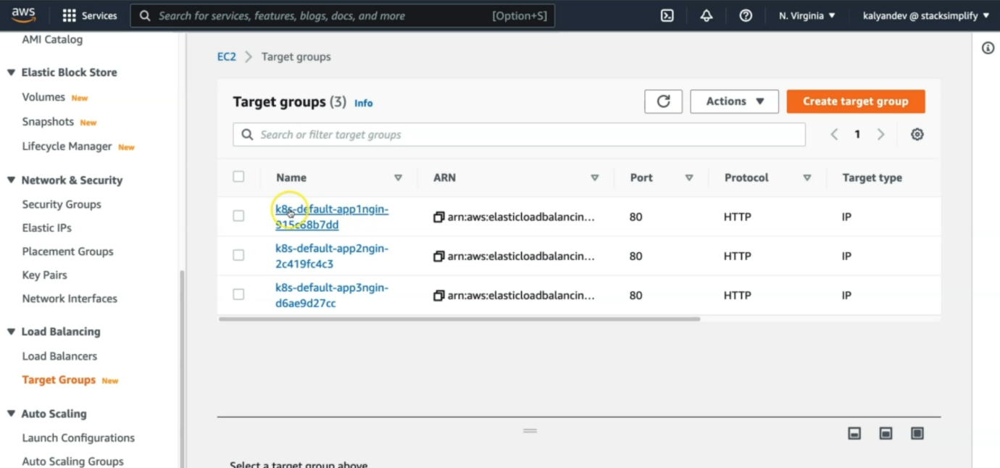 aws
Services
Search for services, features, blogs, docs, and more
[Option+S]
N. Virginia
kalyandev @ stacksimplify
AMI Catalog
Elastic Block Store
Volumes New
Snapshots New
Lifecycle Manager New
Network & Security
Security Groups
Elastic IPs
Placement Groups
Key Pairs
Network Interfaces
Load Balancing
Load Balancers
Target Groups New
Auto Scaling
Launch Configurations
Auto Scaling Groups
EC2 > Target groups
Target groups (3) Info
Actions
Create target group
Search or filter target groups
1
Name ARN Port Protocol Target type
k8s-default-app1ngin-
915c68b7dd
arn:aws:elasticloadbalancin... 80 HTTP IP
k8s-default-app2ngin-
2c419fc4c3
arn:aws:elasticloadbalancin... 80 HTTP IP
k8s-default-app3ngin-
d6ae9d27cc
arn:aws:elasticloadbalancin... 80 HTTP IP
Select a target group above